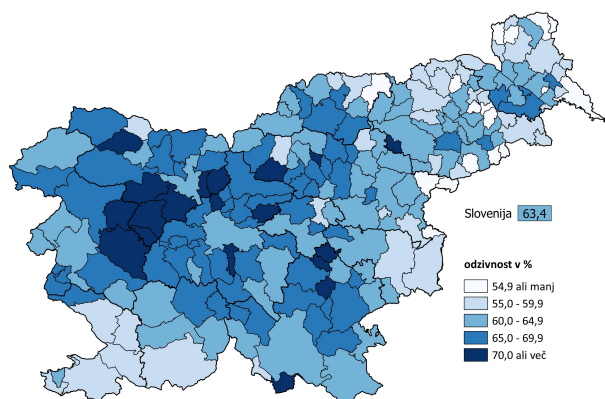 Slovenija 63,4
odzivnost v %
54,9 ali manj
55,0 - 59,9
60,0 - 64,9
65,0 - 69,9
70,0 ali več